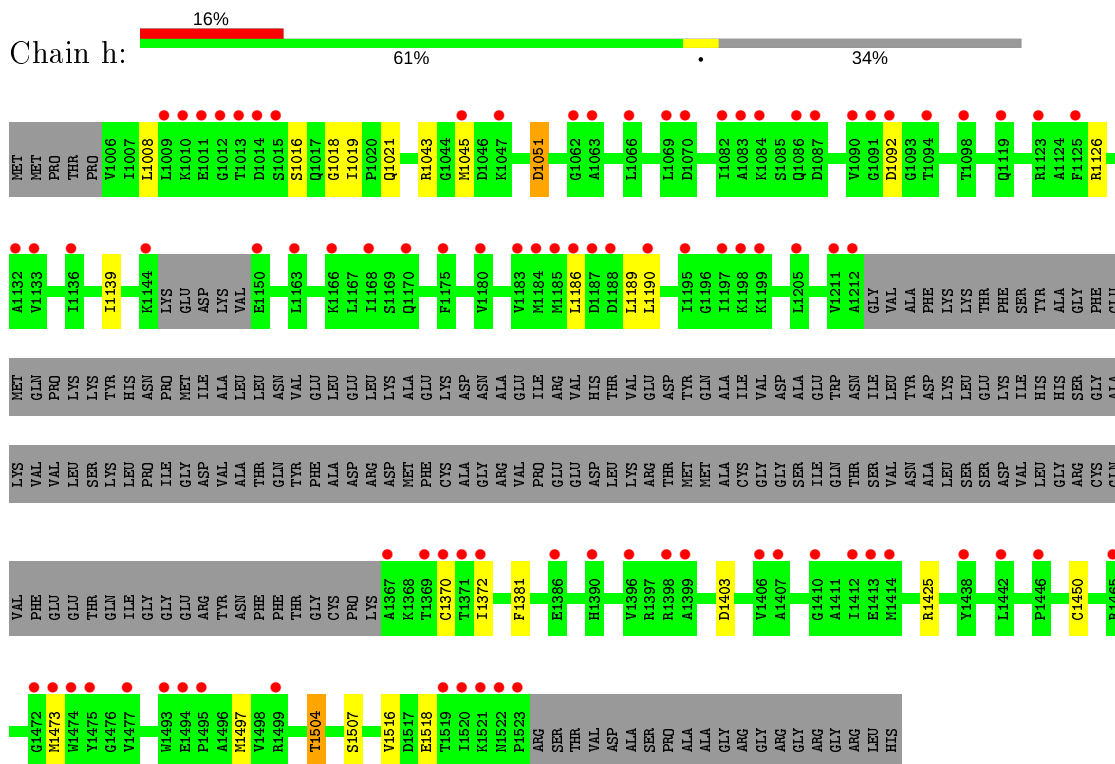 16%
Chain h:
61% • 34%
MET MET PRO THR PRO V1006 I1007 L1008 L1009 K1010 E1011 G1012 T1013 D1014 S1015 S1016 Q1017 G1018 I1019 P1020 Q1021 R1043 G1044 M1045 D1046 K1047 D1051 G1062 A1063 L1066 L1069 D1070 I1082 A1083 K1084 S1085 Q1086 D1087 V1090 G1091 D1092 G1093 T1094 T1098 Q1119 R1123 A1124 F1125 R1126
A1132 V1133 I1136 I1139 K1144 LYS GLU ASP LYS VAL E1150 L1163 K1166 L1167 I1168 S1169 Q1170 F1175 V1180 V1183 M1184 M1185 L1186 D1187 D1188 L1189 L1190 I1195 G1196 I1197 K1198 K1199 L1205 V1211 A1212 GLY VAL ALA PHE LYS LYS THR PHE SER TYR ALA GLY PHE GLU
MET GLN PRO LYS LYS TYR HIS ASN PRO MET ILE ALA LEU LEU ASN VAL GLU LEU GLU LEU LYS ALA GLU LYS ASP ASN ALA GLU ILE ARG VAL HIS THR VAL GLU ASP TYR GLN ALA ILE VAL ASP ALA GLU TRP ASN ILE LEU TYR ASP LYS LEU GLU LYS ILE HIS HIS SER GLY ALA
LYS VAL VAL LEU SER LYS LEU PRO ILE GLY ASP VAL ALA THR GLN TYR PHE ALA ASP ARG ASP MET PHE CYS ALA GLY ARG VAL PRO GLU GLU ASP LEU LYS ARG THR MET MET ALA CYS GLY GLY SER ILE GLN THR SER VAL ASN ALA LEU SER SER ASP VAL LEU GLY ARG CYS GLN
VAL PHE GLU GLU THR GLN ILE GLY GLY GLU ARG TYR ASN PHE PHE THR GLY CYS PRO LYS A1367 K1368 T1369 C1370 T1371 I1372 F1381 E1386 H1390 V1396 R1397 R1398 A1399 D1403 V1406 A1407 G1410 A1411 I1412 E1413 M1414 R1425 Y1438 L1442 P1446 C1450 R1465
G1472 M1473 W1474 Y1475 G1476 V1477 W1493 E1494 P1495 A1496 M1497 V1498 R1499 T1504 S1507 V1516 D1517 E1518 T1519 I1520 K1521 N1522 P1523 ARG SER THR VAL ASP ALA SER PRO ALA ALA GLY ARG GLY ARG GLY ARG GLY ARG LEU HIS